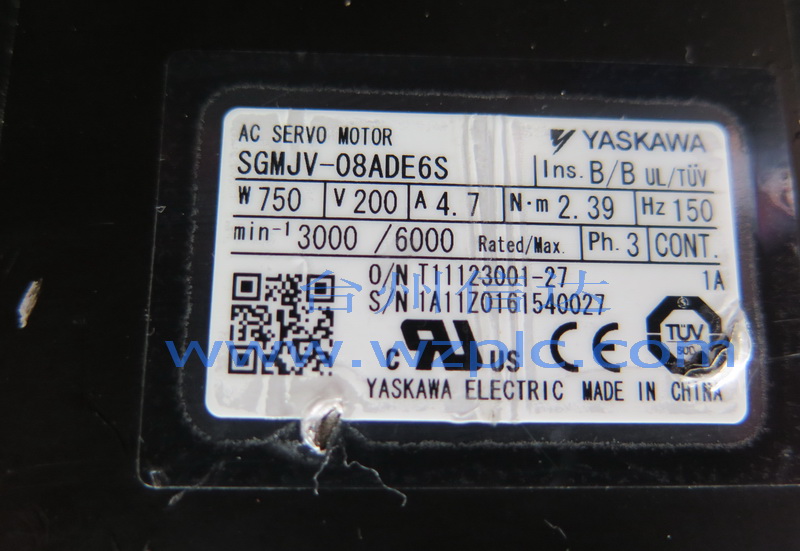 AC SERVO MOTOR
YASKAWA
SGMJV-08ADE6S
Ins. B/B UL/TÜV
W 750 V 200 A 4.7 N·m 2.39 Hz 150
min-1 3000 /6000 Rated/Max. Ph. 3 CONT.
O/N T11123001-27 1A
S/N 1A11Z0161540027
台州信达
www.wzplc.com
C UL US CE TÜV
YASKAWA ELECTRIC MADE IN CHINA